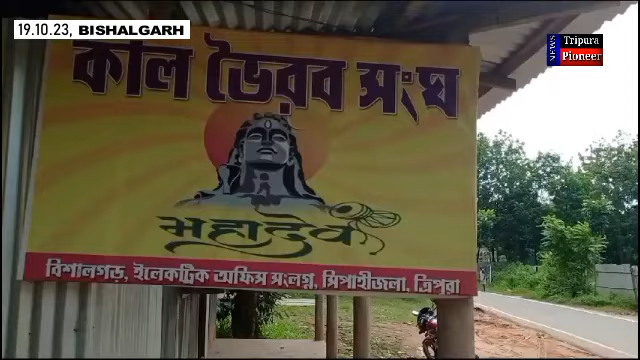 19.10.23, BISHALGARH
NEWS Tripura Pioneer
কাল ভৈরব সংঘ
মহাদেব
বিশালগড়, ইলেকট্রিক অফিস সংলগ্ন, সিপাহীজলা, ত্রিপুরা